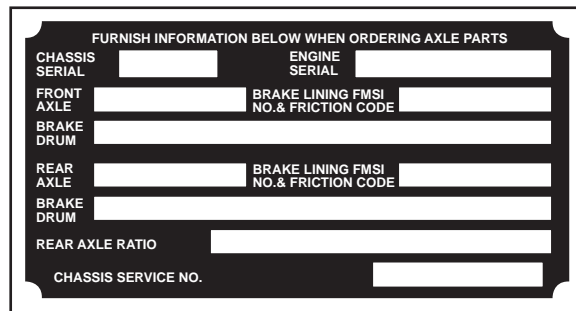 FURNISH INFORMATION BELOW WHEN ORDERING AXLE PARTS
CHASSIS SERIAL
ENGINE SERIAL
FRONT AXLE
BRAKE LINING FMSI NO.& FRICTION CODE
BRAKE DRUM
REAR AXLE
BRAKE LINING FMSI NO.& FRICTION CODE
BRAKE DRUM
REAR AXLE RATIO
CHASSIS SERVICE NO.